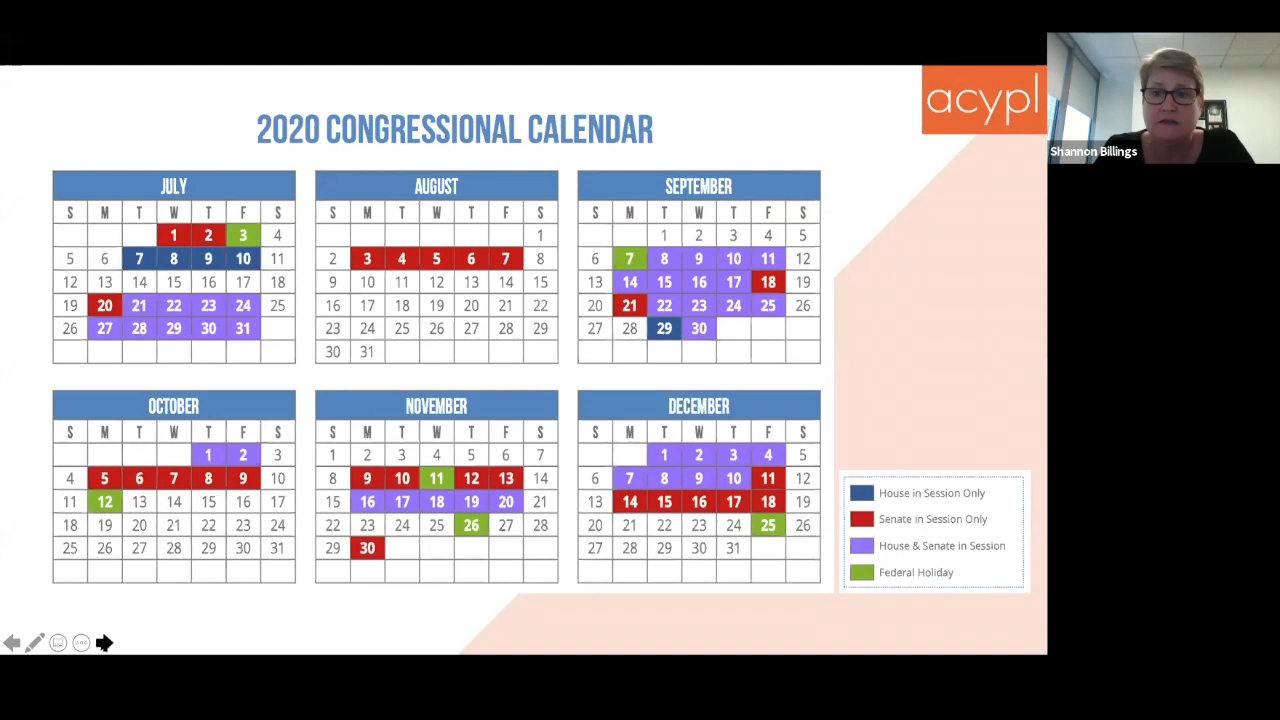 acypl
2020 CONGRESSIONAL CALENDAR
Shannon Billings
JULY
S M T W T F S
1 2 3 4
5 6 7 8 9 10 11
12 13 14 15 16 17 18
19 20 21 22 23 24 25
26 27 28 29 30 31
AUGUST
S M T W T F S
1
2 3 4 5 6 7 8
9 10 11 12 13 14 15
16 17 18 19 20 21 22
23 24 25 26 27 28 29
30 31
SEPTEMBER
S M T W T F S
1 2 3 4 5
6 7 8 9 10 11 12
13 14 15 16 17 18 19
20 21 22 23 24 25 26
27 28 29 30
OCTOBER
S M T W T F S
1 2 3
4 5 6 7 8 9 10
11 12 13 14 15 16 17
18 19 20 21 22 23 24
25 26 27 28 29 30 31
NOVEMBER
S M T W T F S
1 2 3 4 5 6 7
8 9 10 11 12 13 14
15 16 17 18 19 20 21
22 23 24 25 26 27 28
29 30
DECEMBER
S M T W T F S
1 2 3 4 5
6 7 8 9 10 11 12
13 14 15 16 17 18 19
20 21 22 23 24 25 26
27 28 29 30 31
House in Session Only
Senate in Session Only
House & Senate in Session
Federal Holiday